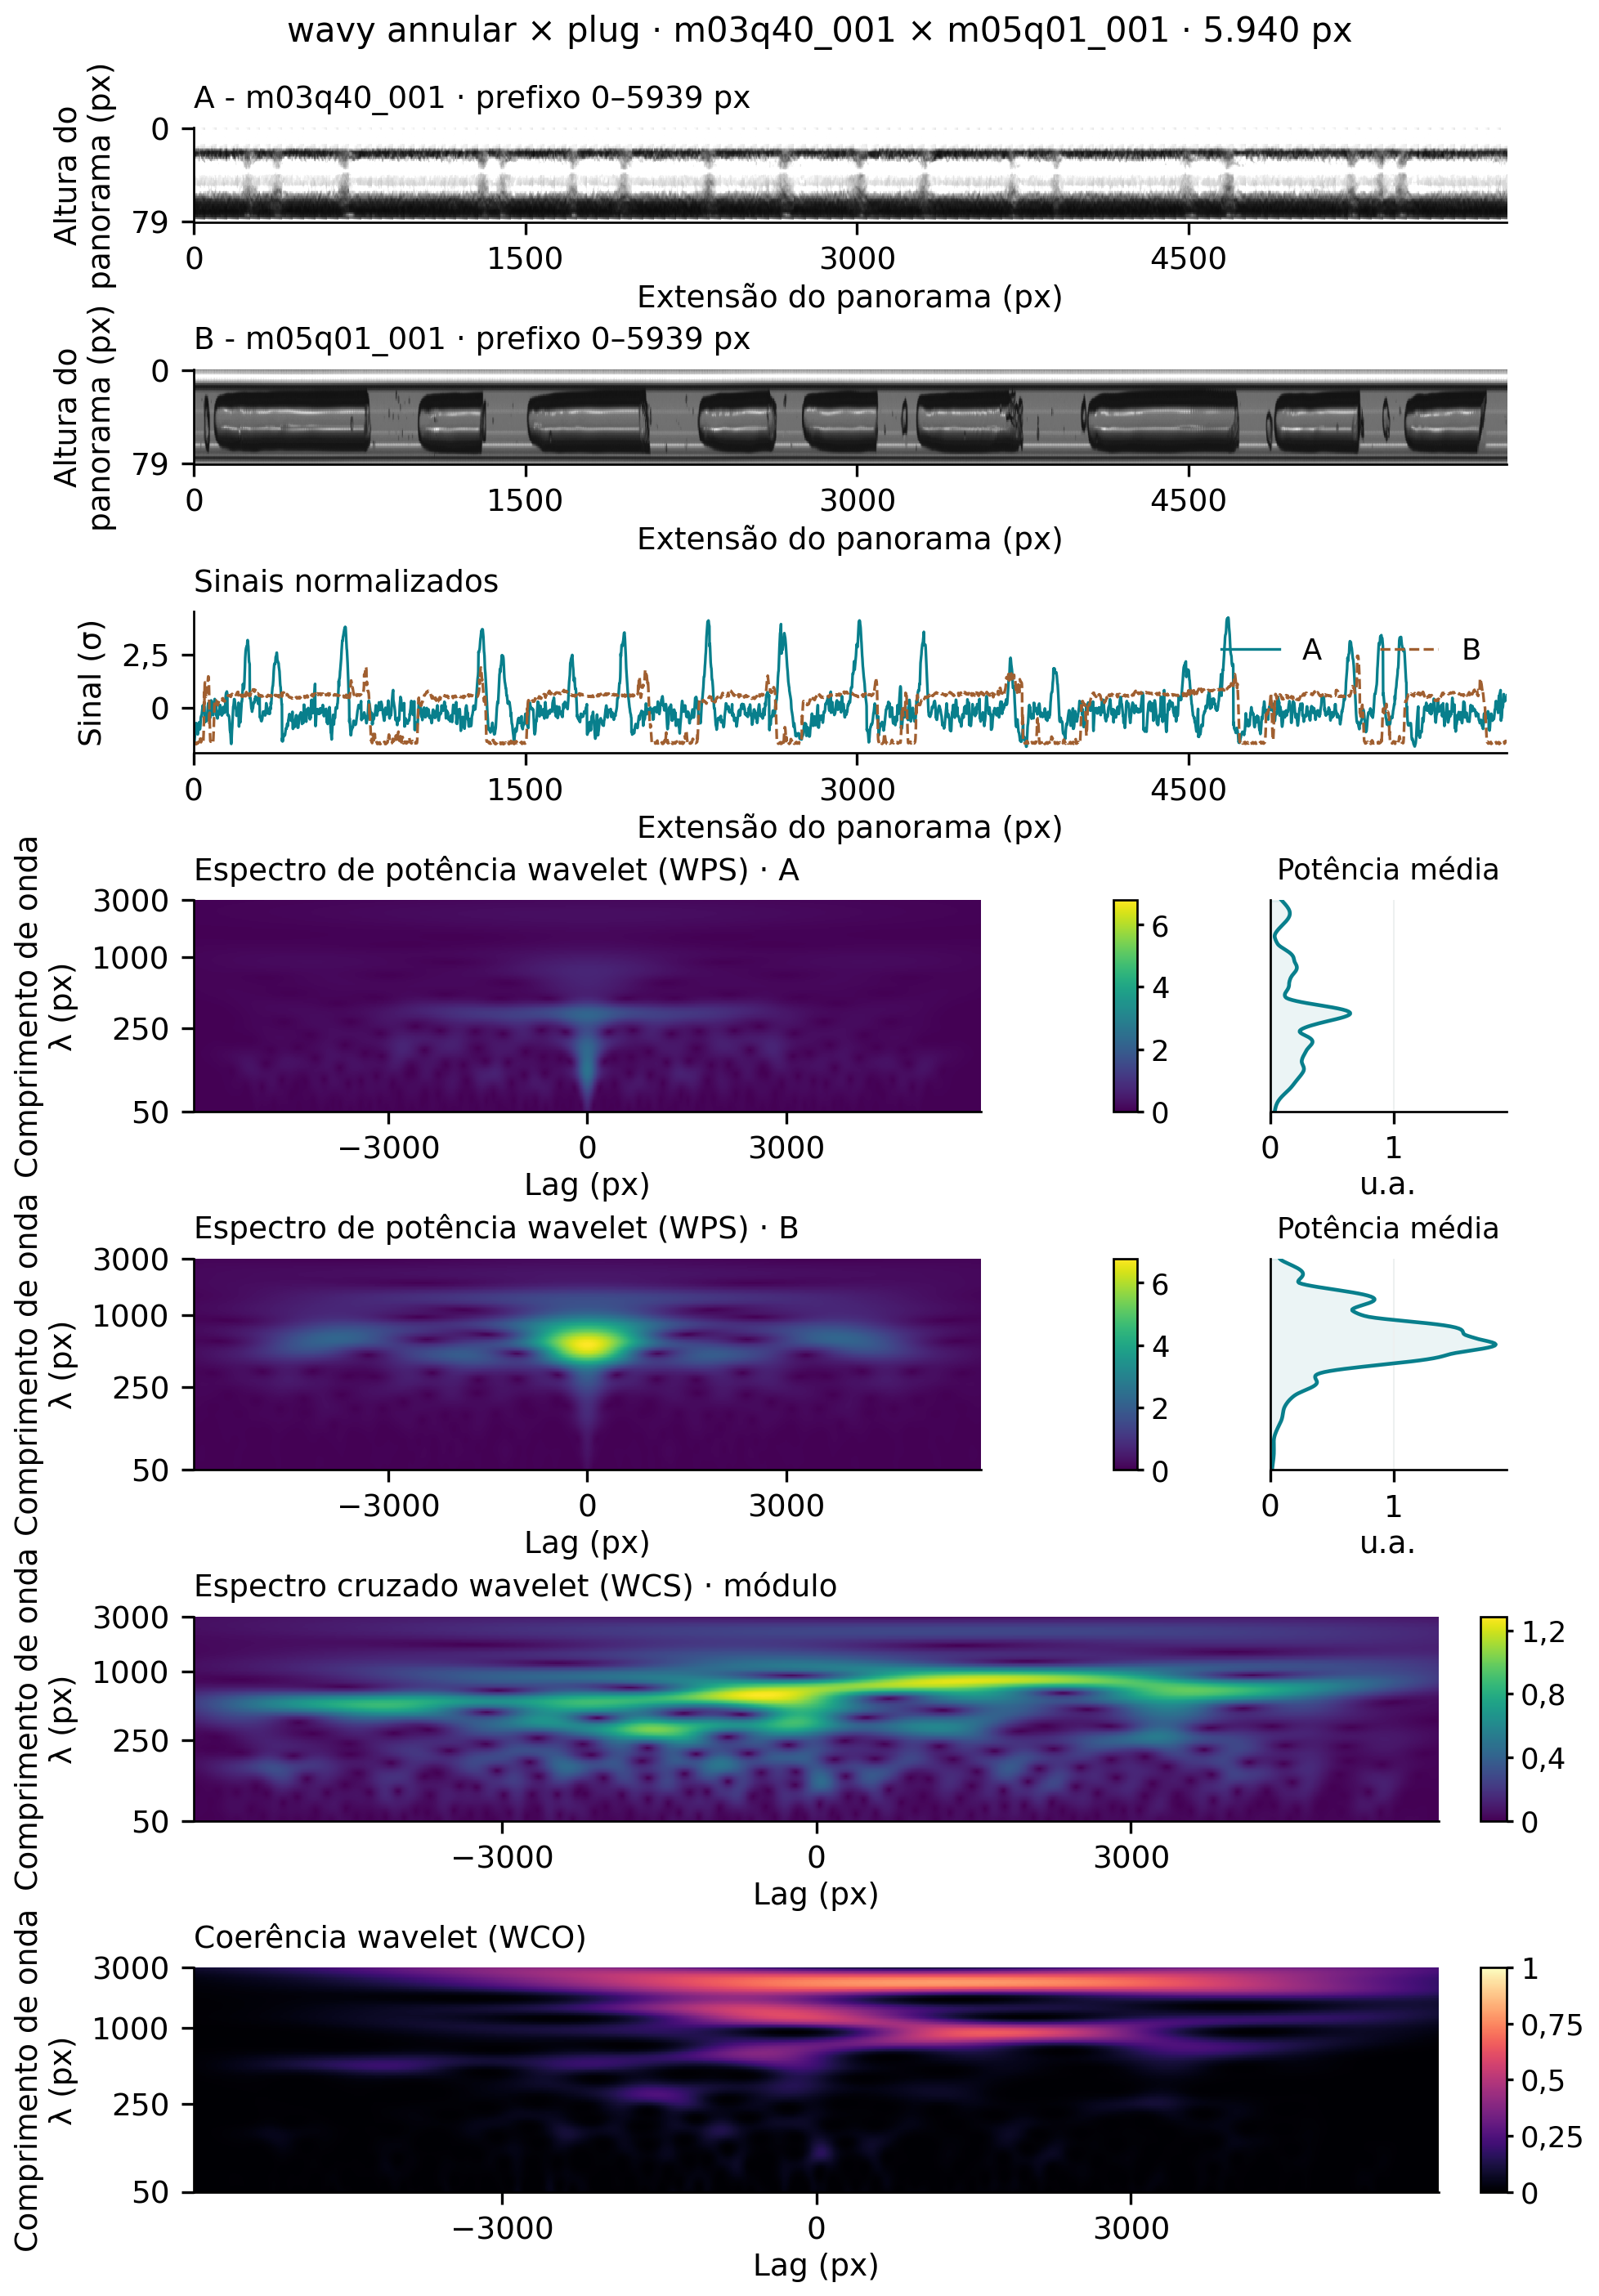 wavy annular × plug · m03q40_001 × m05q01_001 · 5.940 px
A - m03q40_001 · prefixo 0–5939 px
Altura do
panorama (px)
0
79
0
1500
3000
4500
Extensão do panorama (px)
B - m05q01_001 · prefixo 0–5939 px
Altura do
panorama (px)
0
79
0
1500
3000
4500
Extensão do panorama (px)
Sinais normalizados
Sinal (σ)
2,5
0
A
B
0
1500
3000
4500
Extensão do panorama (px)
Espectro de potência wavelet (WPS) · A
Comprimento de onda
λ (px)
3000
1000
250
50
−3000
0
3000
Lag (px)
6
4
2
0
Potência média
0
1
u.a.
Espectro de potência wavelet (WPS) · B
Comprimento de onda
λ (px)
3000
1000
250
50
−3000
0
3000
Lag (px)
6
4
2
0
Potência média
0
1
u.a.
Espectro cruzado wavelet (WCS) · módulo
Comprimento de onda
λ (px)
3000
1000
250
50
−3000
0
3000
Lag (px)
1,2
0,8
0,4
0
Coerência wavelet (WCO)
Comprimento de onda
λ (px)
3000
1000
250
50
−3000
0
3000
Lag (px)
1
0,75
0,5
0,25
0